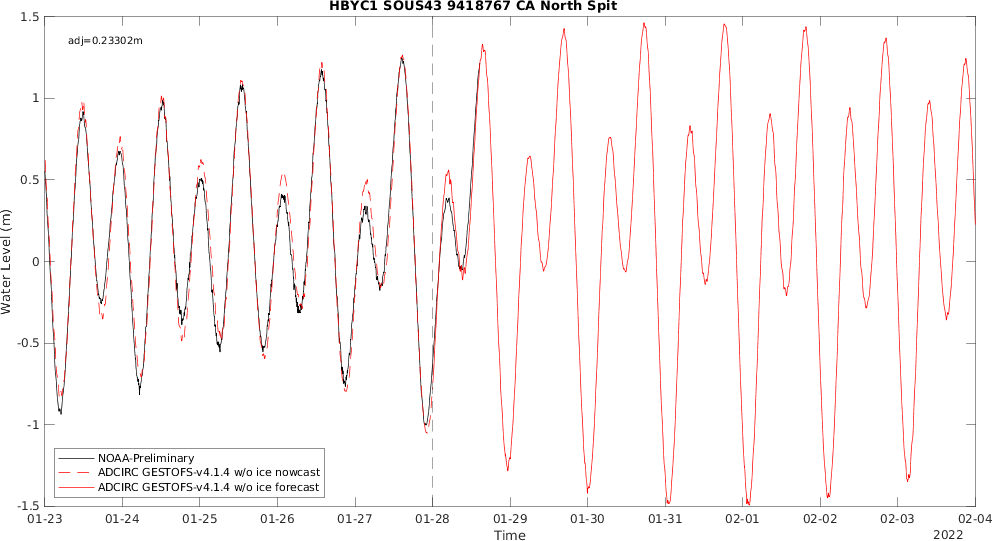 HBYC1 SOUS43 9418767 CA North Spit
adj=0.23302m
1.5
1
0.5
0
-0.5
-1
-1.5
Water Level (m)
NOAA-Preliminary
ADCIRC GESTOFS-v4.1.4 w/o ice nowcast
ADCIRC GESTOFS-v4.1.4 w/o ice forecast
01-23 01-24 01-25 01-26 01-27 01-28 01-29 01-30 01-31 02-01 02-02 02-03 02-04
Time
2022